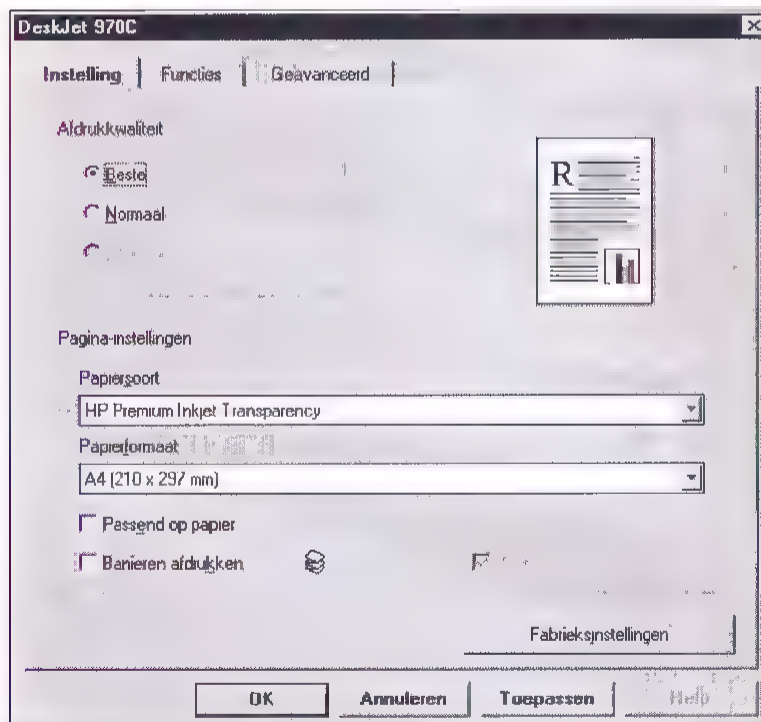 DeskJet 970C
Instelling Functies Geavanceerd
Afdrukkwaliteit
Beste
Normaal
R
Pagina-instellingen
Papiersoort
HP Premium Inkjet Transparency
Papierformaat
A4 (210 x 297 mm)
Passend op papier
Banieren afdrukken
Fabrieksinstellingen
OK Annuleren Toepassen Help